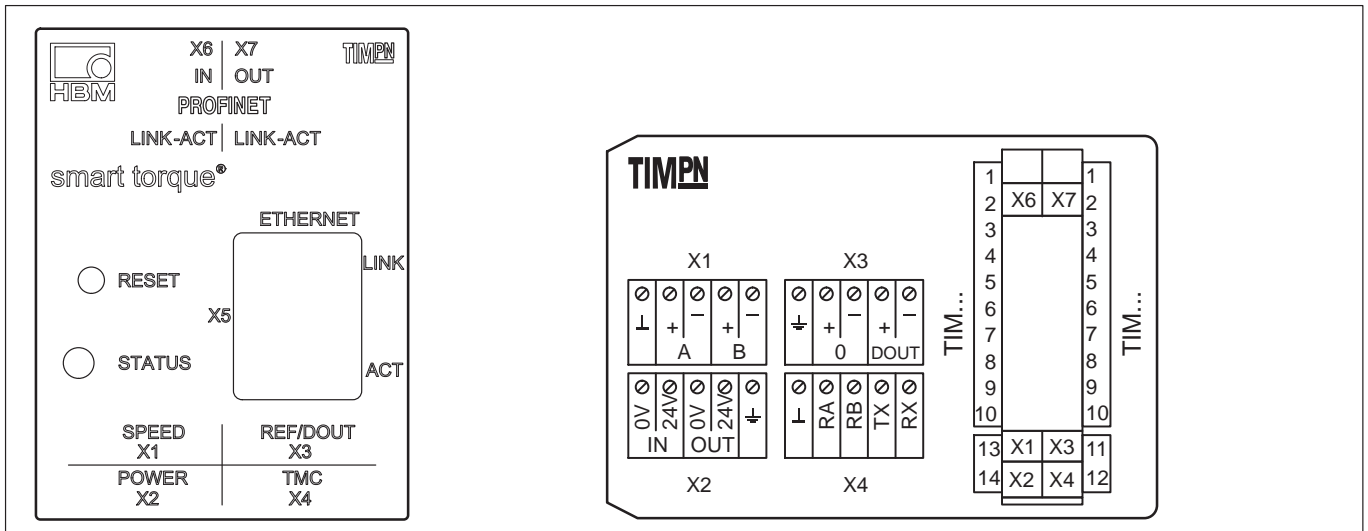 X6 X7
TIMPN
IN OUT
HBM
PROFINET
LINK-ACT LINK-ACT
smart torque®
ETHERNET
LINK
RESET
X5
STATUS
ACT
SPEED REF/DOUT
X1 X3
POWER TMC
X2 X4
TIMPN
X1 X3
+ − + − + − + −
A B 0 DOUT
0V 24V 0V 24V RA RB TX RX
IN OUT
X2 X4
TIM... TIM...
1 1
2 X6 X7 2
3 3
4 4
5 5
6 6
7 7
8 8
9 9
10 10
13 X1 X3 11
14 X2 X4 12